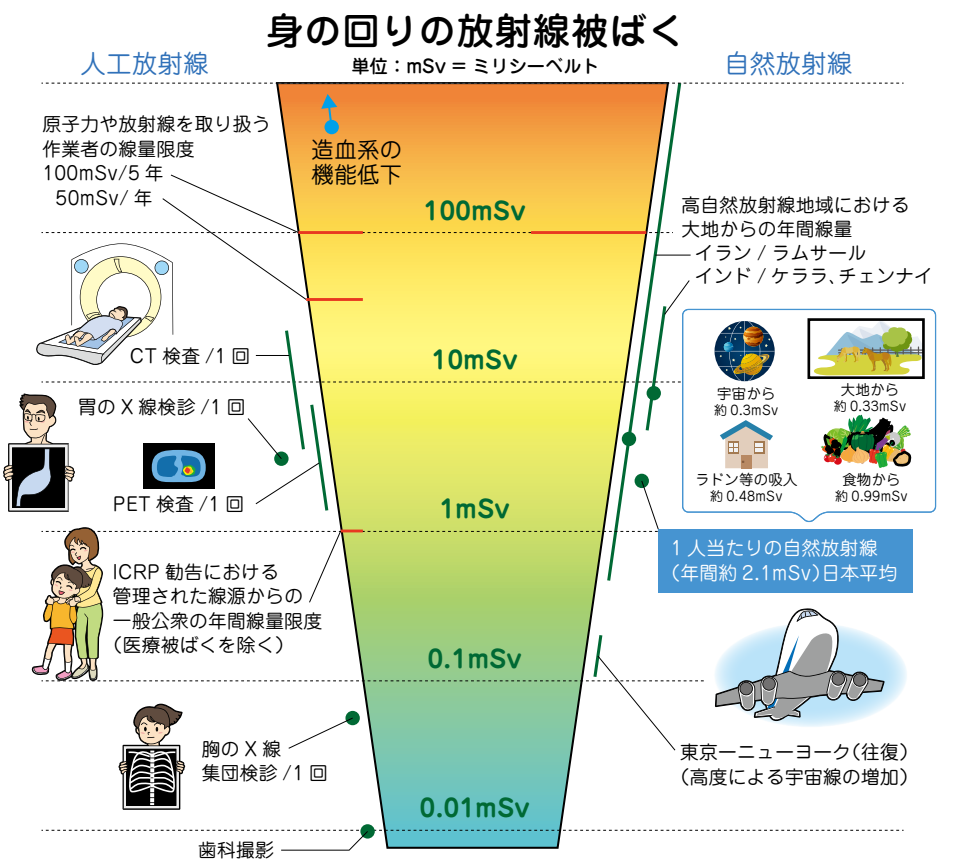 身の回りの放射線被ばく
単位：mSv = ミリシーベルト
人工放射線
自然放射線
原子力や放射線を取り扱う
作業者の線量限度
100mSv/5 年
50mSv/ 年
造血系の
機能低下
100mSv
10mSv
1mSv
0.1mSv
0.01mSv
CT 検査 /1 回
胃の X 線検診 /1 回
PET 検査 /1 回
ICRP 勧告における
管理された線源からの
一般公衆の年間線量限度
（医療被ばくを除く）
胸の X 線
集団検診 /1 回
歯科撮影
高自然放射線地域における
大地からの年間線量
イラン / ラムサール
インド / ケララ、チェンナイ
宇宙から
約 0.3mSv
大地から
約 0.33mSv
ラドン等の吸入
約 0.48mSv
食物から
約 0.99mSv
1 人当たりの自然放射線
（年間約 2.1mSv）日本平均
東京ーニューヨーク（往復）
（高度による宇宙線の増加）